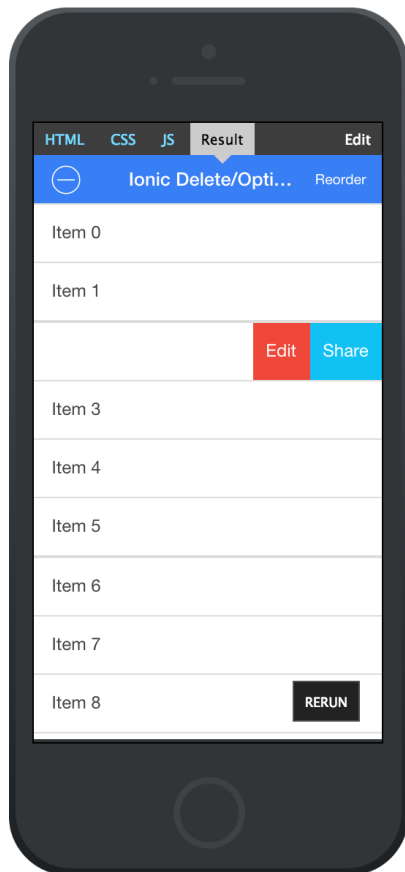 HTML CSS JS Result Edit
Ionic Delete/Opti... Reorder
Item 0
Item 1
Edit Share
Item 3
Item 4
Item 5
Item 6
Item 7
Item 8 RERUN